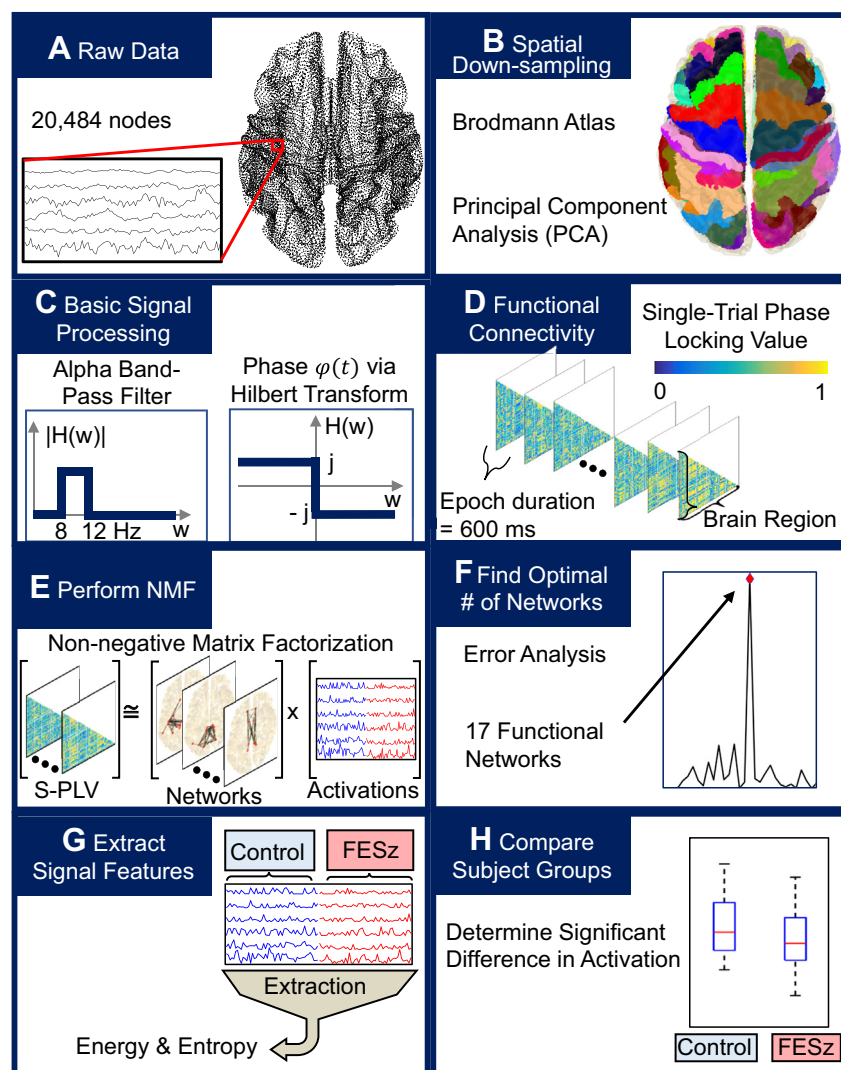 A Raw Data
20,484 nodes
B Spatial
Down-sampling
Brodmann Atlas
Principal Component
Analysis (PCA)
C Basic Signal
Processing
Alpha Band-
Pass Filter
|H(w)|
8
12 Hz
w
Phase φ(t) via
Hilbert Transform
H(w)
j
w
- j
D Functional
Connectivity
Single-Trial Phase
Locking Value
0
1
Epoch duration
= 600 ms
Brain Region
E Perform NMF
Non-negative Matrix Factorization
≅
x
S-PLV
Networks
Activations
F Find Optimal
# of Networks
Error Analysis
17 Functional
Networks
G Extract
Signal Features
Control
FESz
Extraction
Energy & Entropy
H Compare
Subject Groups
Determine Significant
Difference in Activation
Control
FESz